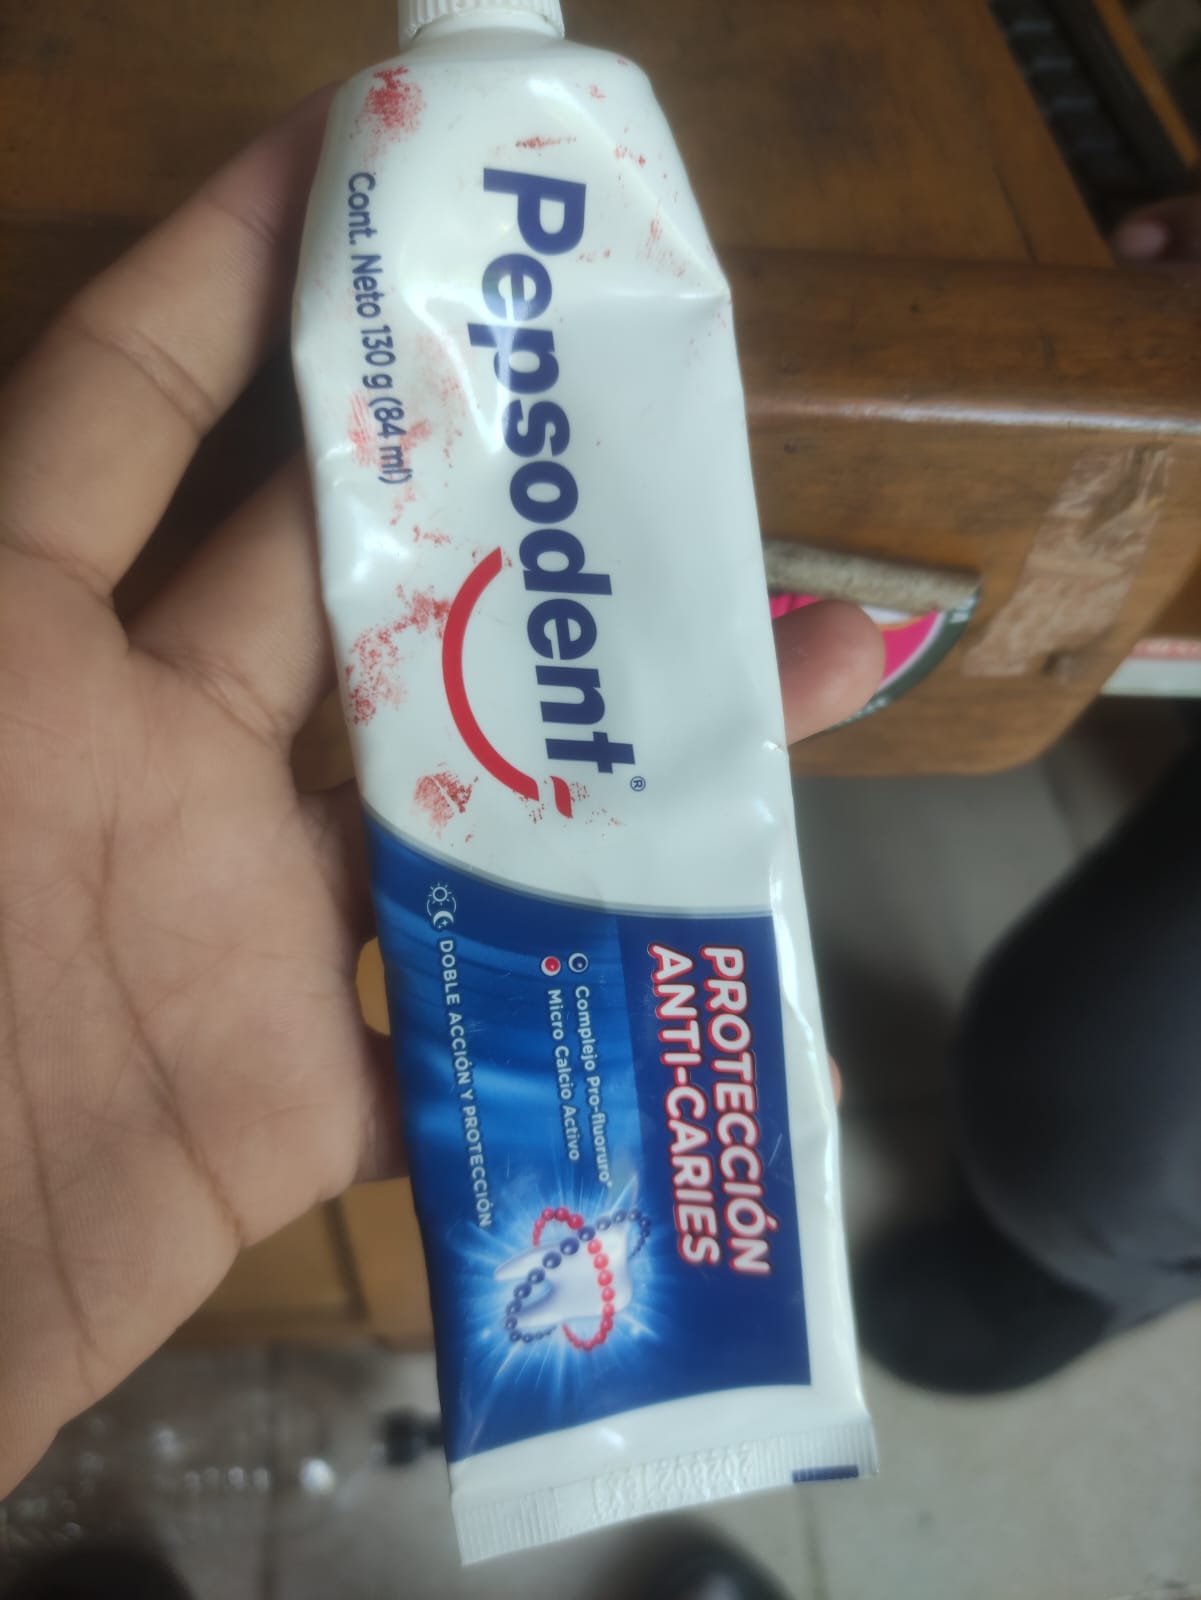 Pepsodent®
Cont. Neto 130 g (84 ml)
PROTECCIÓN
ANTI-CARIES
Complejo Pro-fluoruro*
Micro Calcio Activo
DOBLE ACCIÓN Y PROTECCIÓN